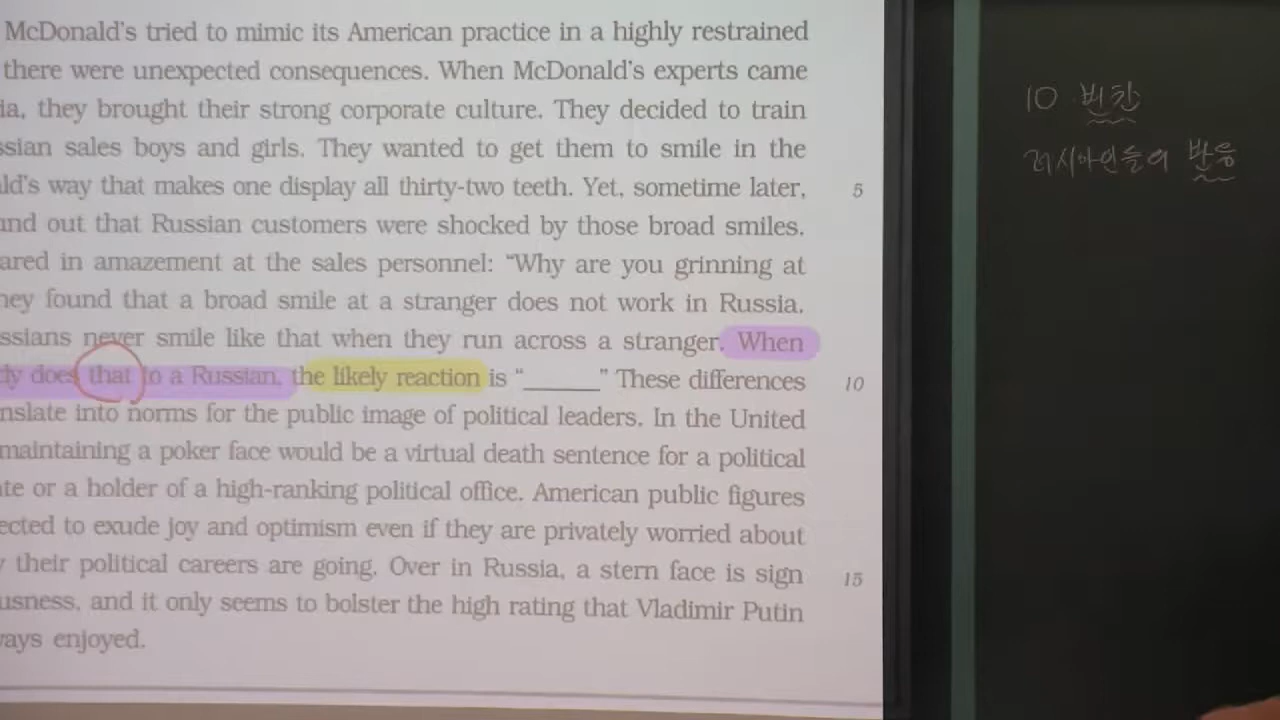 McDonald's tried to mimic its American practice in a highly restrained
there were unexpected consequences. When McDonald's experts came
ia, they brought their strong corporate culture. They decided to train
ssian sales boys and girls. They wanted to get them to smile in the
ald's way that makes one display all thirty-two teeth. Yet, sometime later,
und out that Russian customers were shocked by those broad smiles.
ared in amazement at the sales personnel: “Why are you grinning at
hey found that a broad smile at a stranger does not work in Russia.
ssians never smile like that when they run across a stranger. When
dy does that to a Russian, the likely reaction is “______” These differences
nslate into norms for the public image of political leaders. In the United
maintaining a poker face would be a virtual death sentence for a political
ate or a holder of a high-ranking political office. American public figures
ected to exude joy and optimism even if they are privately worried about
y their political careers are going. Over in Russia, a stern face is sign
usness, and it only seems to bolster the high rating that Vladimir Putin
ways enjoyed.
5
10
15
10 빈칸
러시아인들의 반응